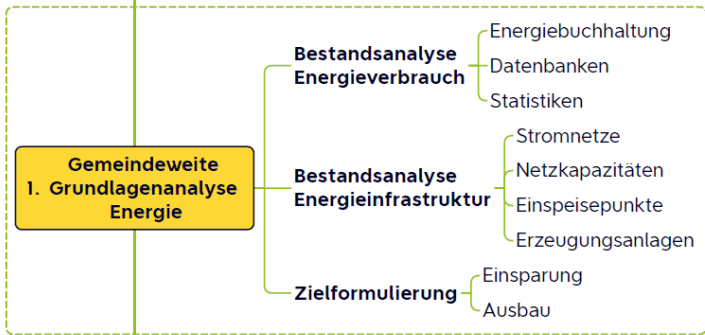 Gemeindeweite
1. Grundlagenanalyse
Energie
Bestandsanalyse
Energieverbrauch
Energiebuchhaltung
Datenbanken
Statistiken
Bestandsanalyse
Energieinfrastruktur
Stromnetze
Netzkapazitäten
Einspeisepunkte
Erzeugungsanlagen
Zielformulierung
Einsparung
Ausbau